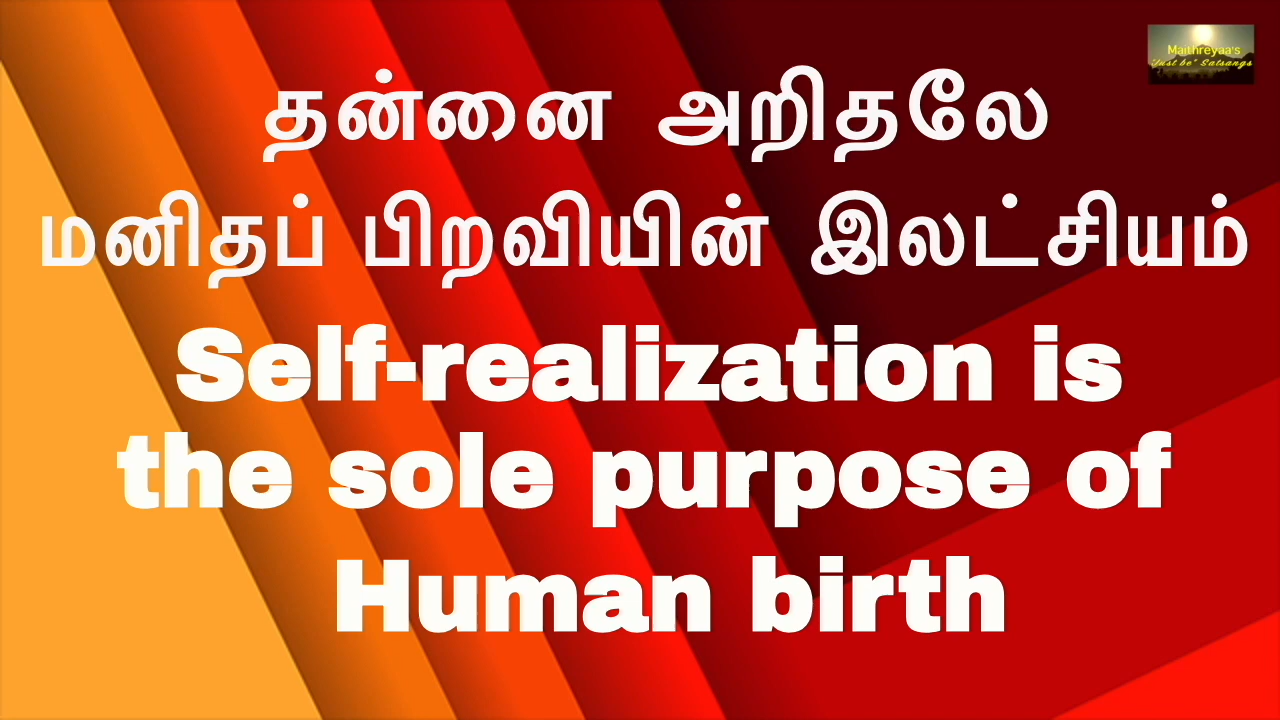 Maithreyaa's
"Just be" Satsangs
தன்னை அறிதலே
மனிதப் பிறவியின் இலட்சியம்
Self-realization is
the sole purpose of
Human birth